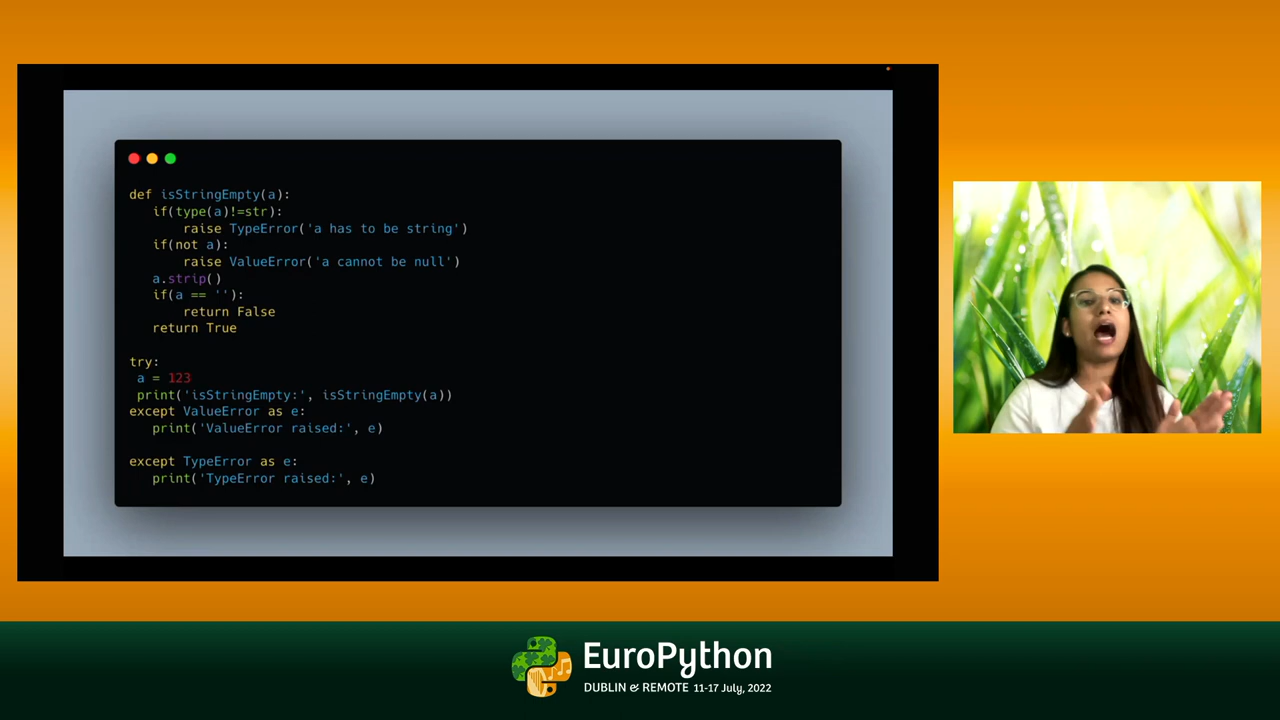 def isStringEmpty(a):
   if(type(a)!=str):
       raise TypeError('a has to be string')
   if(not a):
       raise ValueError('a cannot be null')
   a.strip()
   if(a == ''):
       return False
   return True
try:
 a = 123
 print('isStringEmpty:', isStringEmpty(a))
except ValueError as e:
   print('ValueError raised:', e)
except TypeError as e:
   print('TypeError raised:', e)
EuroPython
DUBLIN & REMOTE 11-17 July, 2022